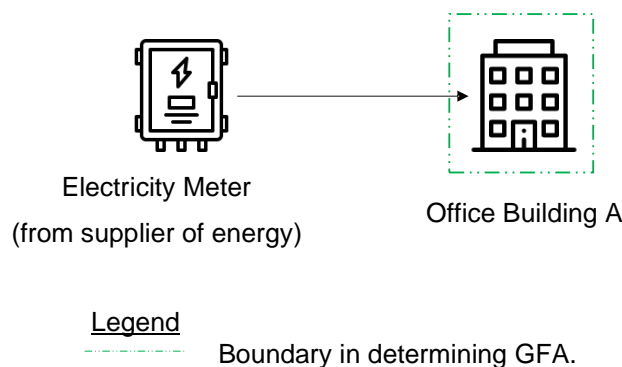 Electricity Meter
(from supplier of energy)
Office Building A
Legend
Boundary in determining GFA.